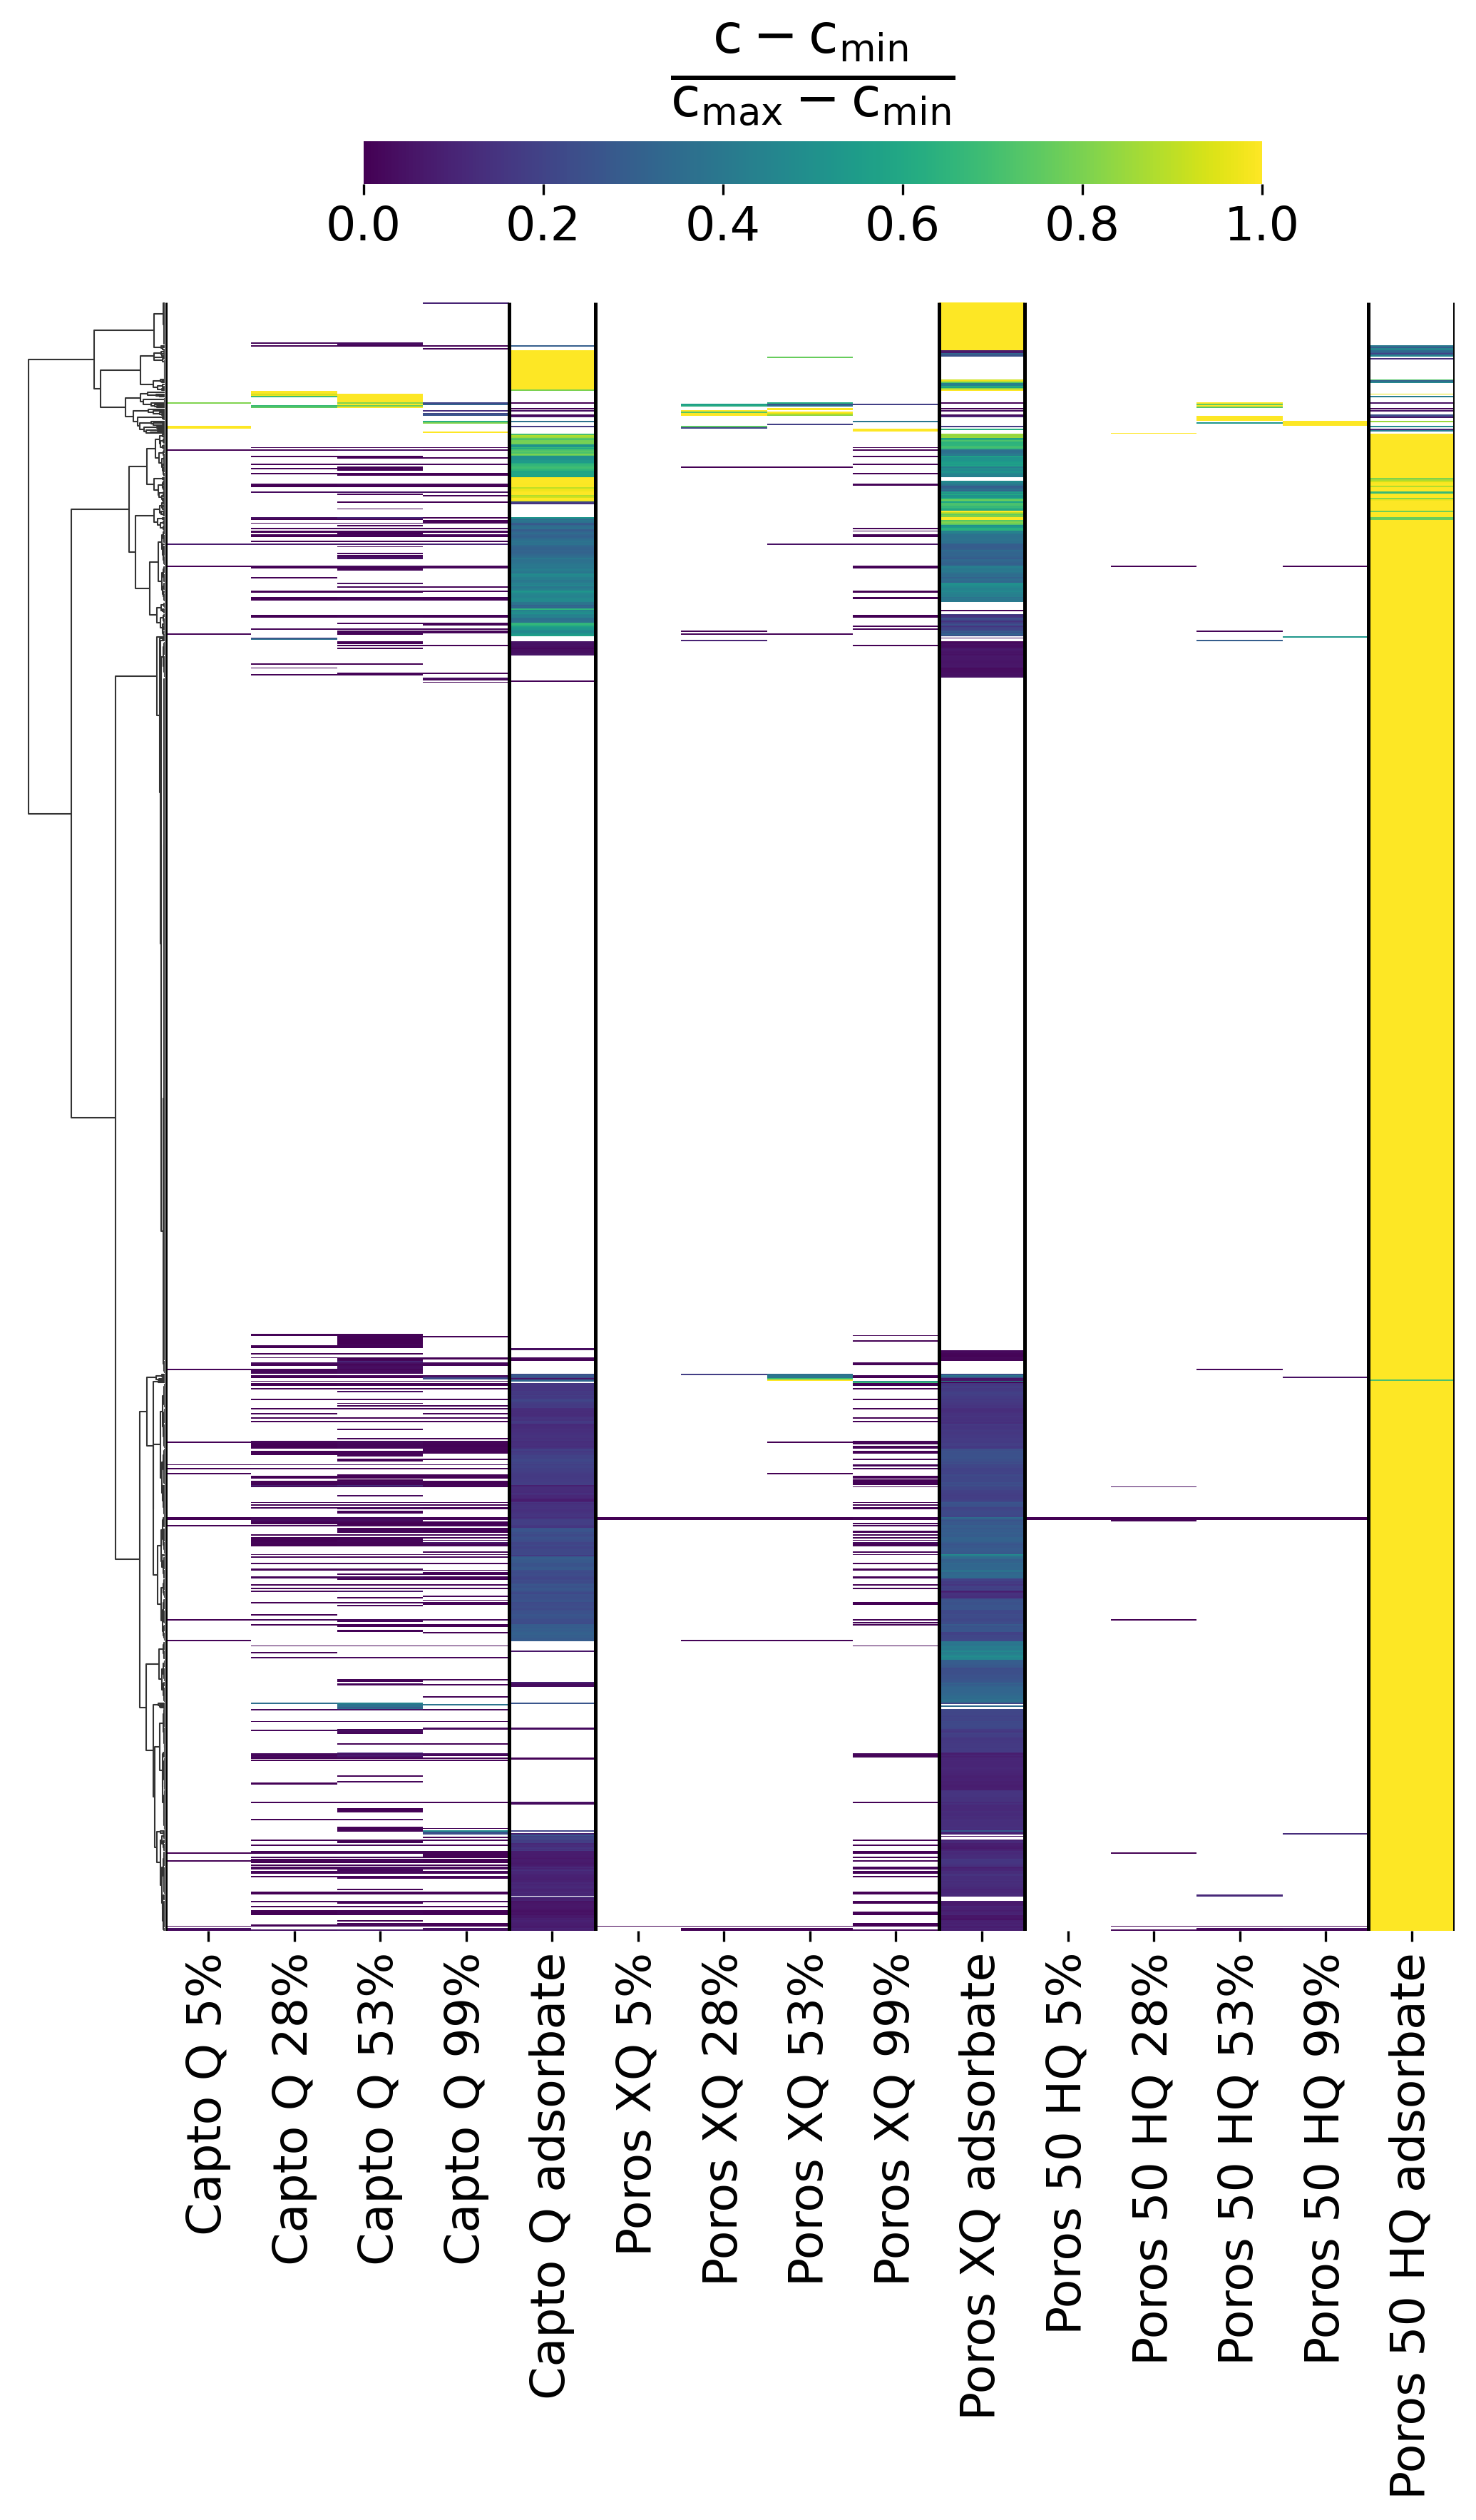 c − cmin
cmax − cmin
0.0 0.2 0.4 0.6 0.8 1.0
Capto Q 5%
Capto Q 28%
Capto Q 53%
Capto Q 99%
Capto Q adsorbate
Poros XQ 5%
Poros XQ 28%
Poros XQ 53%
Poros XQ 99%
Poros XQ adsorbate
Poros 50 HQ 5%
Poros 50 HQ 28%
Poros 50 HQ 53%
Poros 50 HQ 99%
Poros 50 HQ adsorbate